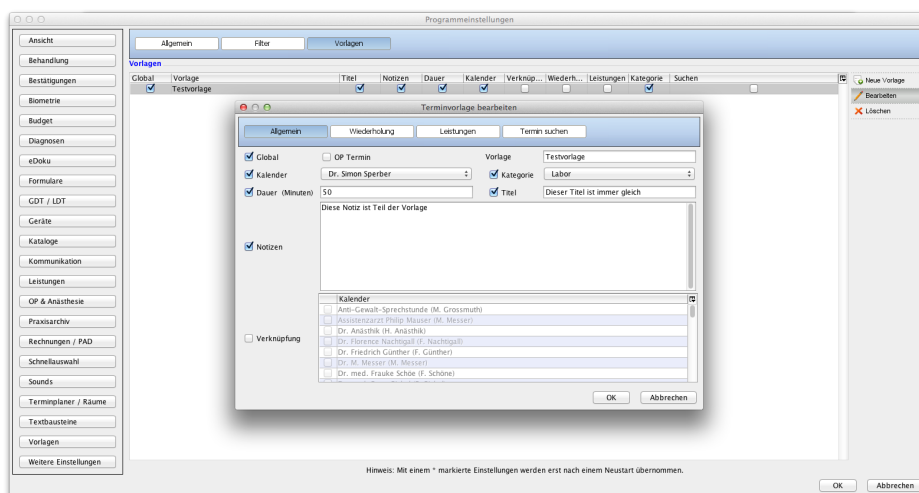 Programmeinstellungen
Ansicht
Behandlung
Bestätigungen
Biometrie
Budget
Diagnosen
eDoku
Formulare
GDT / LDT
Geräte
Kataloge
Kommunikation
Leistungen
OP & Anästhesie
Praxisarchiv
Rechnungen / PAD
Schnellauswahl
Sounds
Terminplaner / Räume
Textbausteine
Vorlagen
Weitere Einstellungen
Allgemein Filter Vorlagen
Vorlagen
Global Vorlage Titel Notizen Dauer Kalender Verknüp... Wiederh... Leistungen Kategorie Suchen
Testvorlage
Neue Vorlage
Bearbeiten
Löschen
Terminvorlage bearbeiten
Allgemein Wiederholung Leistungen Termin suchen
Global OP Termin Vorlage Testvorlage
Kalender Dr. Simon Sperber Kategorie Labor
Dauer (Minuten) 50 Titel Dieser Titel ist immer gleich
Diese Notiz ist Teil der Vorlage
Notizen
Kalender
Anti-Gewalt-Sprechstunde (M. Grossmuth)
Assistenzarzt Philip Mauser (M. Messer)
Dr. Anästhik (H. Anästhik)
Dr. Florence Nachtigall (F. Nachtigall)
Dr. Friedrich Günther (F. Günther)
Dr. M. Messer (M. Messer)
Dr. med. Frauke Schöe (F. Schöne)
Verknüpfung
OK Abbrechen
Hinweis: Mit einem * markierte Einstellungen werden erst nach einem Neustart übernommen.
OK Abbrechen